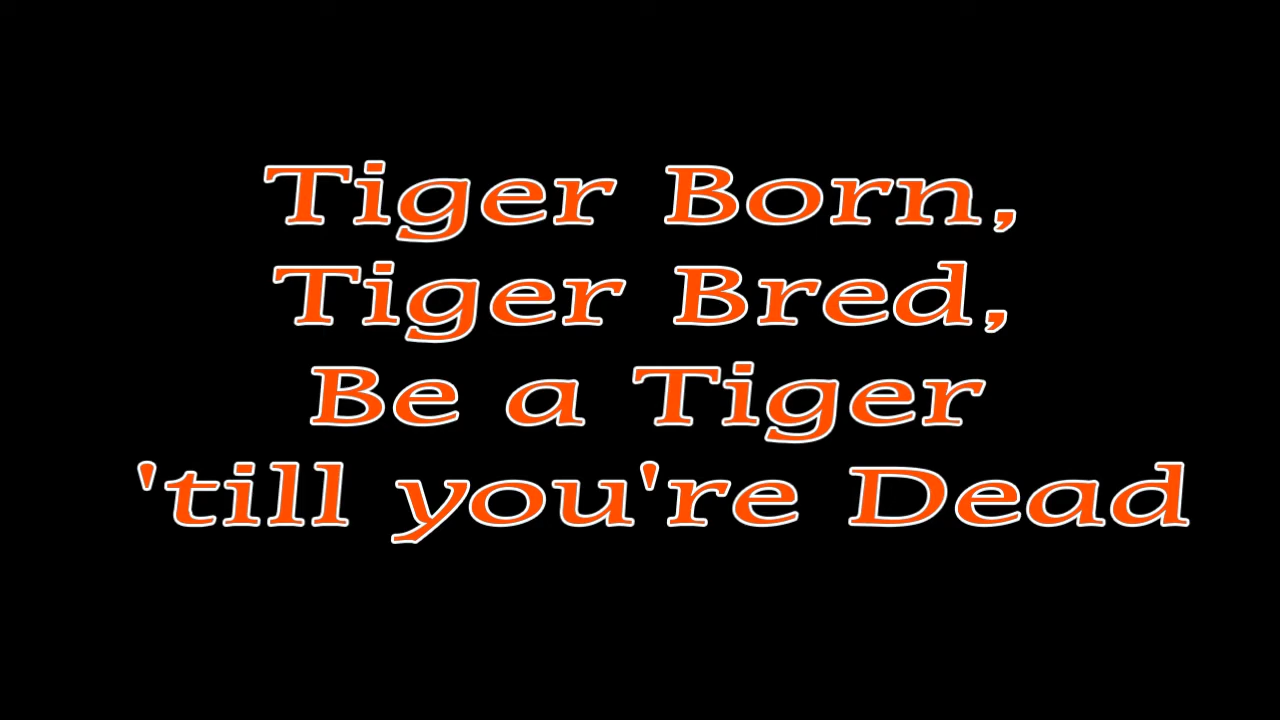 Tiger Born,
Tiger Bred,
Be a Tiger
'till you're Dead